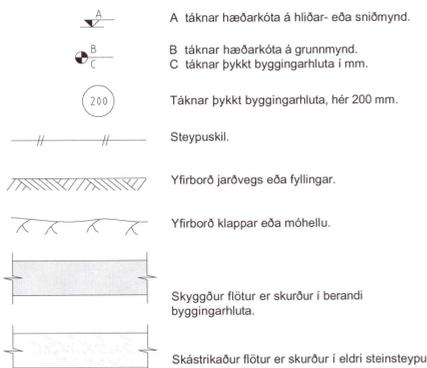 A
A táknar hæðarkóta á hliðar- eða sniðmynd.
B
C
B táknar hæðarkóta á grunnmynd.
C táknar þykkt byggingarhluta í mm.
200
Táknar þykkt byggingarhluta, hér 200 mm.
Steypuskil.
Yfirborð jarðvegs eða fyllingar.
Yfirborð klappar eða móhellu.
Skyggður flötur er skurður í berandi
byggingarhluta.
Skástrikaður flötur er skurður í eldri steinsteypu